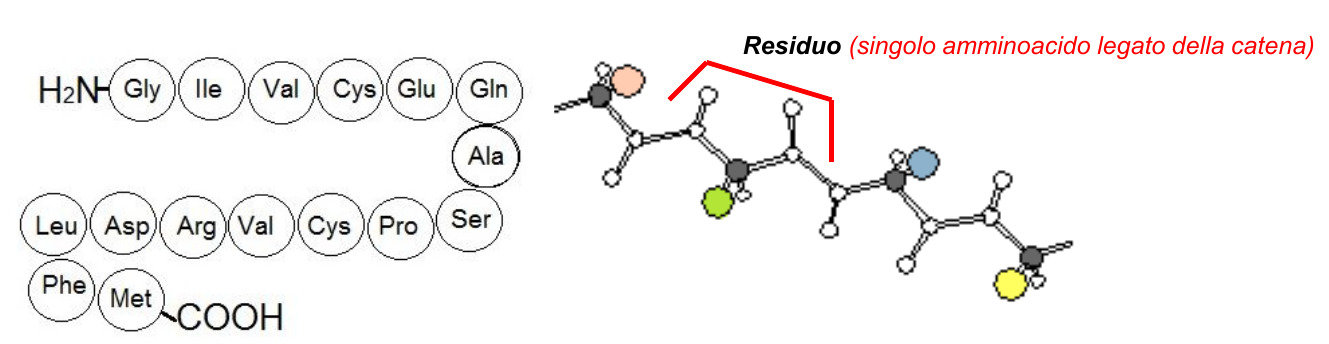 Residuo (singolo amminoacido legato della catena)
H₂N Gly Ile Val Cys Glu Gln
Ala
Leu Asp Arg Val Cys Pro Ser
Phe Met COOH